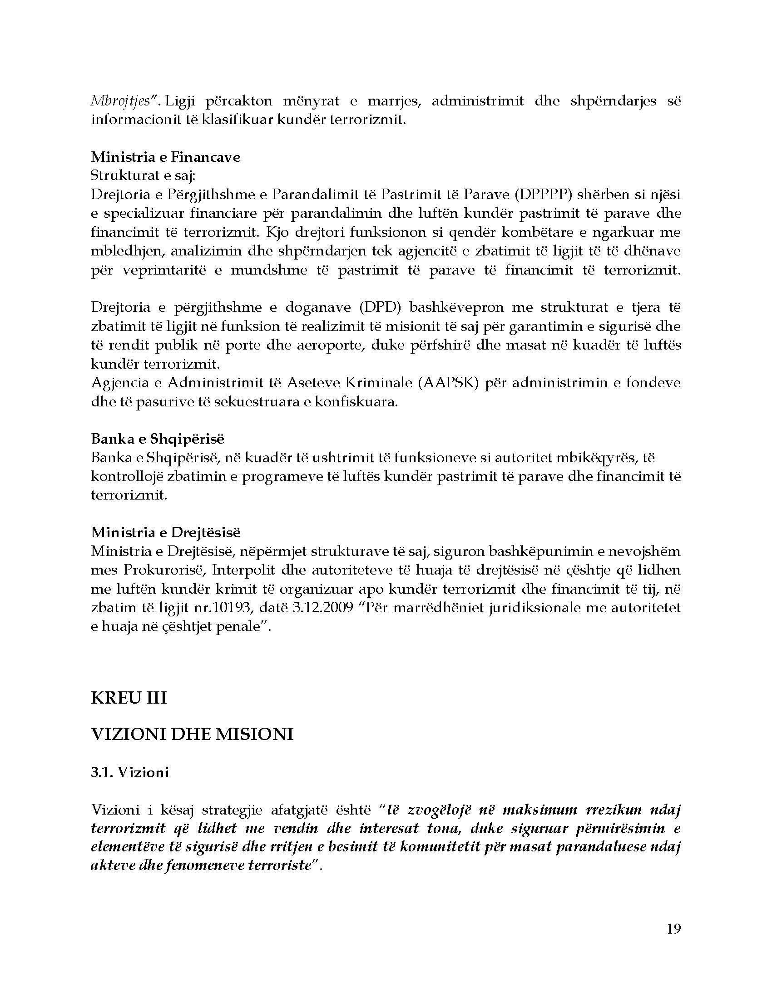 Mbrojtjes”. Ligji përcakton mënyrat e marrjes, administrimit dhe shpërndarjes së
informacionit të klasifikuar kundër terrorizmit.
Ministria e Financave
Strukturat e saj:
Drejtoria e Përgjithshme e Parandalimit të Pastrimit të Parave (DPPPP) shërben si njësi
e specializuar financiare për parandalimin dhe luftën kundër pastrimit të parave dhe
financimit të terrorizmit. Kjo drejtori funksionon si qendër kombëtare e ngarkuar me
mbledhjen, analizimin dhe shpërndarjen tek agjencitë e zbatimit të ligjit të të dhënave
për veprimtaritë e mundshme të pastrimit të parave të financimit të terrorizmit.
Drejtoria e përgjithshme e doganave (DPD) bashkëvepron me strukturat e tjera të
zbatimit të ligjit në funksion të realizimit të misionit të saj për garantimin e sigurisë dhe
të rendit publik në porte dhe aeroporte, duke përfshirë dhe masat në kuadër të luftës
kundër terrorizmit.
Agjencia e Administrimit të Aseteve Kriminale (AAPSK) për administrimin e fondeve
dhe të pasurive të sekuestruara e konfiskuara.
Banka e Shqipërisë
Banka e Shqipërisë, në kuadër të ushtrimit të funksioneve si autoritet mbikëqyrës, të
kontrollojë zbatimin e programeve të luftës kundër pastrimit të parave dhe financimit të
terrorizmit.
Ministria e Drejtësisë
Ministria e Drejtësisë, nëpërmjet strukturave të saj, siguron bashkëpunimin e nevojshëm
mes Prokurorisë, Interpolit dhe autoriteteve të huaja të drejtësisë në çështje që lidhen
me luftën kundër krimit të organizuar apo kundër terrorizmit dhe financimit të tij, në
zbatim të ligjit nr.10193, datë 3.12.2009 “Për marrëdhëniet juridiksionale me autoritetet
e huaja në çështjet penale”.
KREU III
VIZIONI DHE MISIONI
3.1. Vizioni
Vizioni i kësaj strategjie afatgjatë është “të zvogëlojë në maksimum rrezikun ndaj
terrorizmit që lidhet me vendin dhe interesat tona, duke siguruar përmirësimin e
elementëve të sigurisë dhe rritjen e besimit të komunitetit për masat parandaluese ndaj
akteve dhe fenomeneve terroriste”.
19